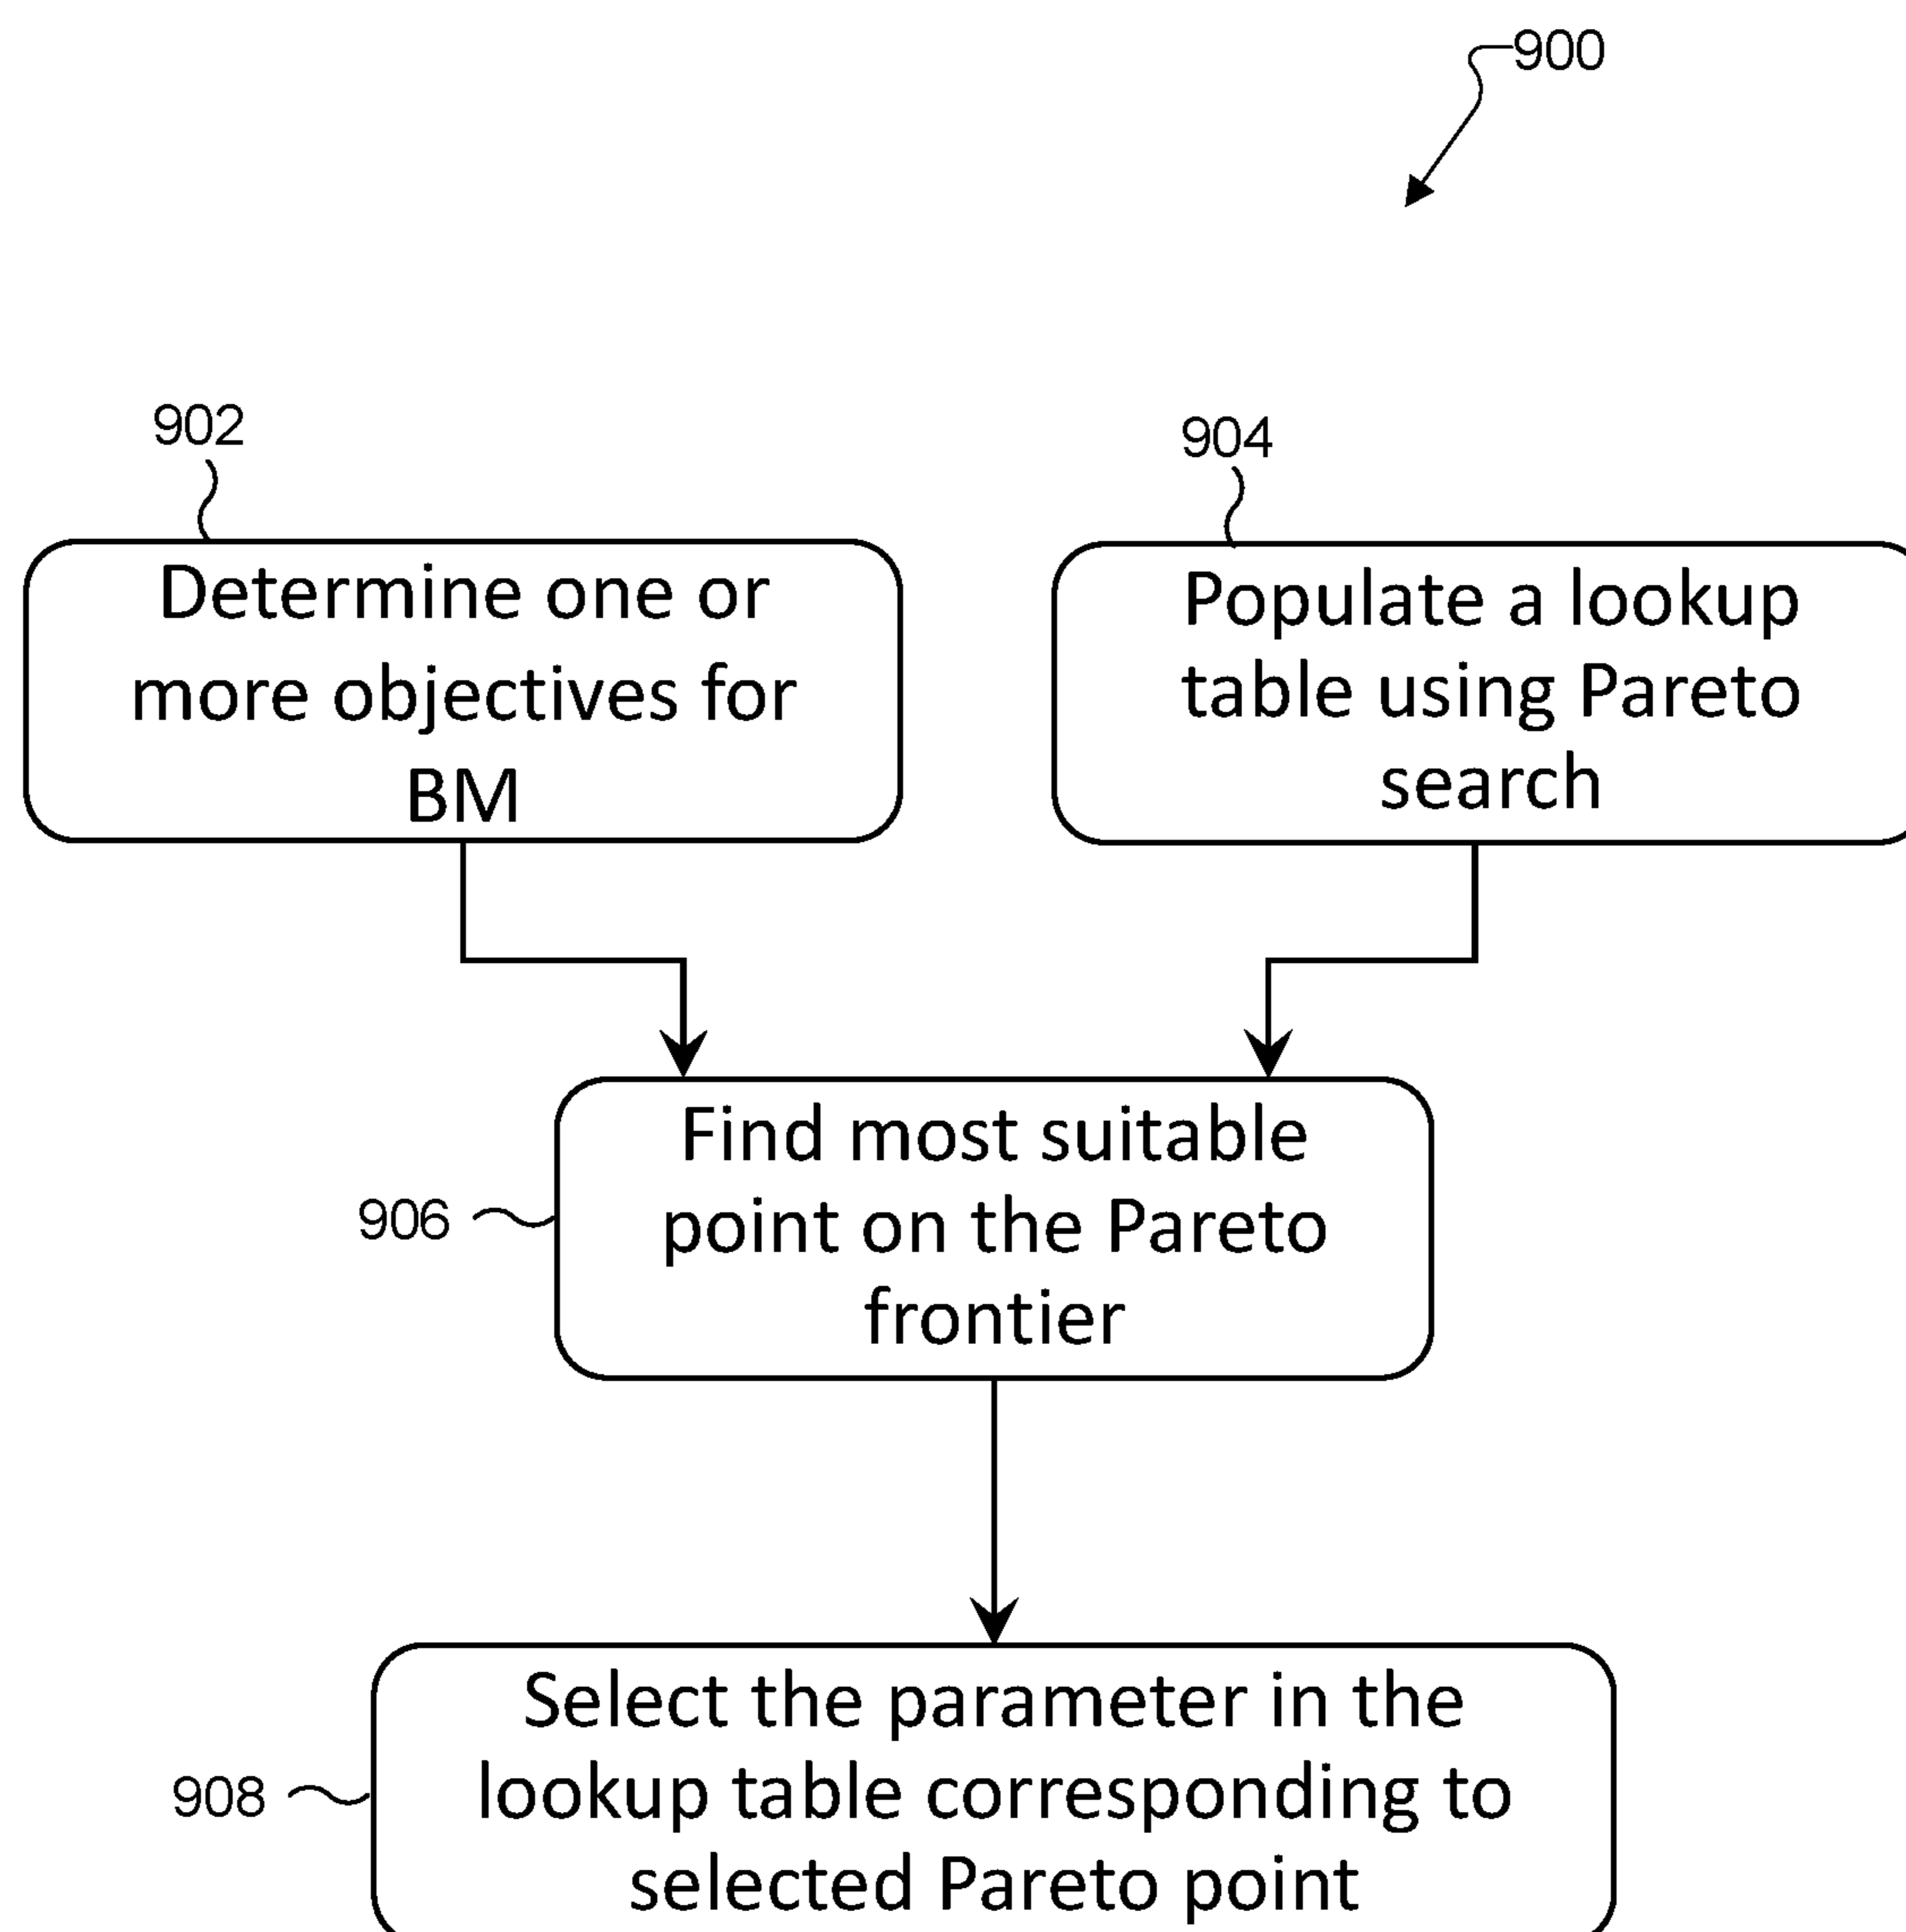 900
902
904
Determine one or
more objectives for
BM
Populate a lookup
table using Pareto
search
906
Find most suitable
point on the Pareto
frontier
908
Select the parameter in the
lookup table corresponding to
selected Pareto point